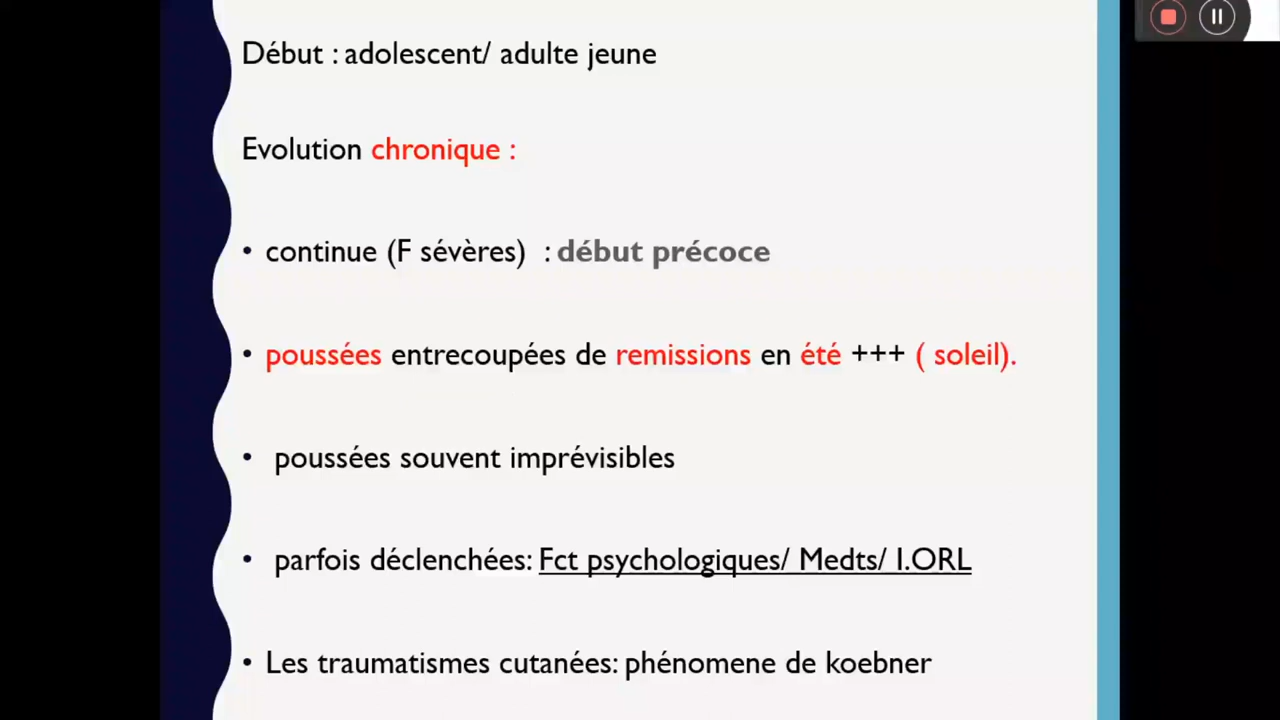 Début : adolescent/ adulte jeune
Evolution chronique :
• continue (F sévères)  : début précoce
• poussées entrecoupées de remissions en été +++ ( soleil).
• poussées souvent imprévisibles
• parfois déclenchées: Fct psychologiques/ Medts/ I.ORL
• Les traumatismes cutanées: phénomene de koebner